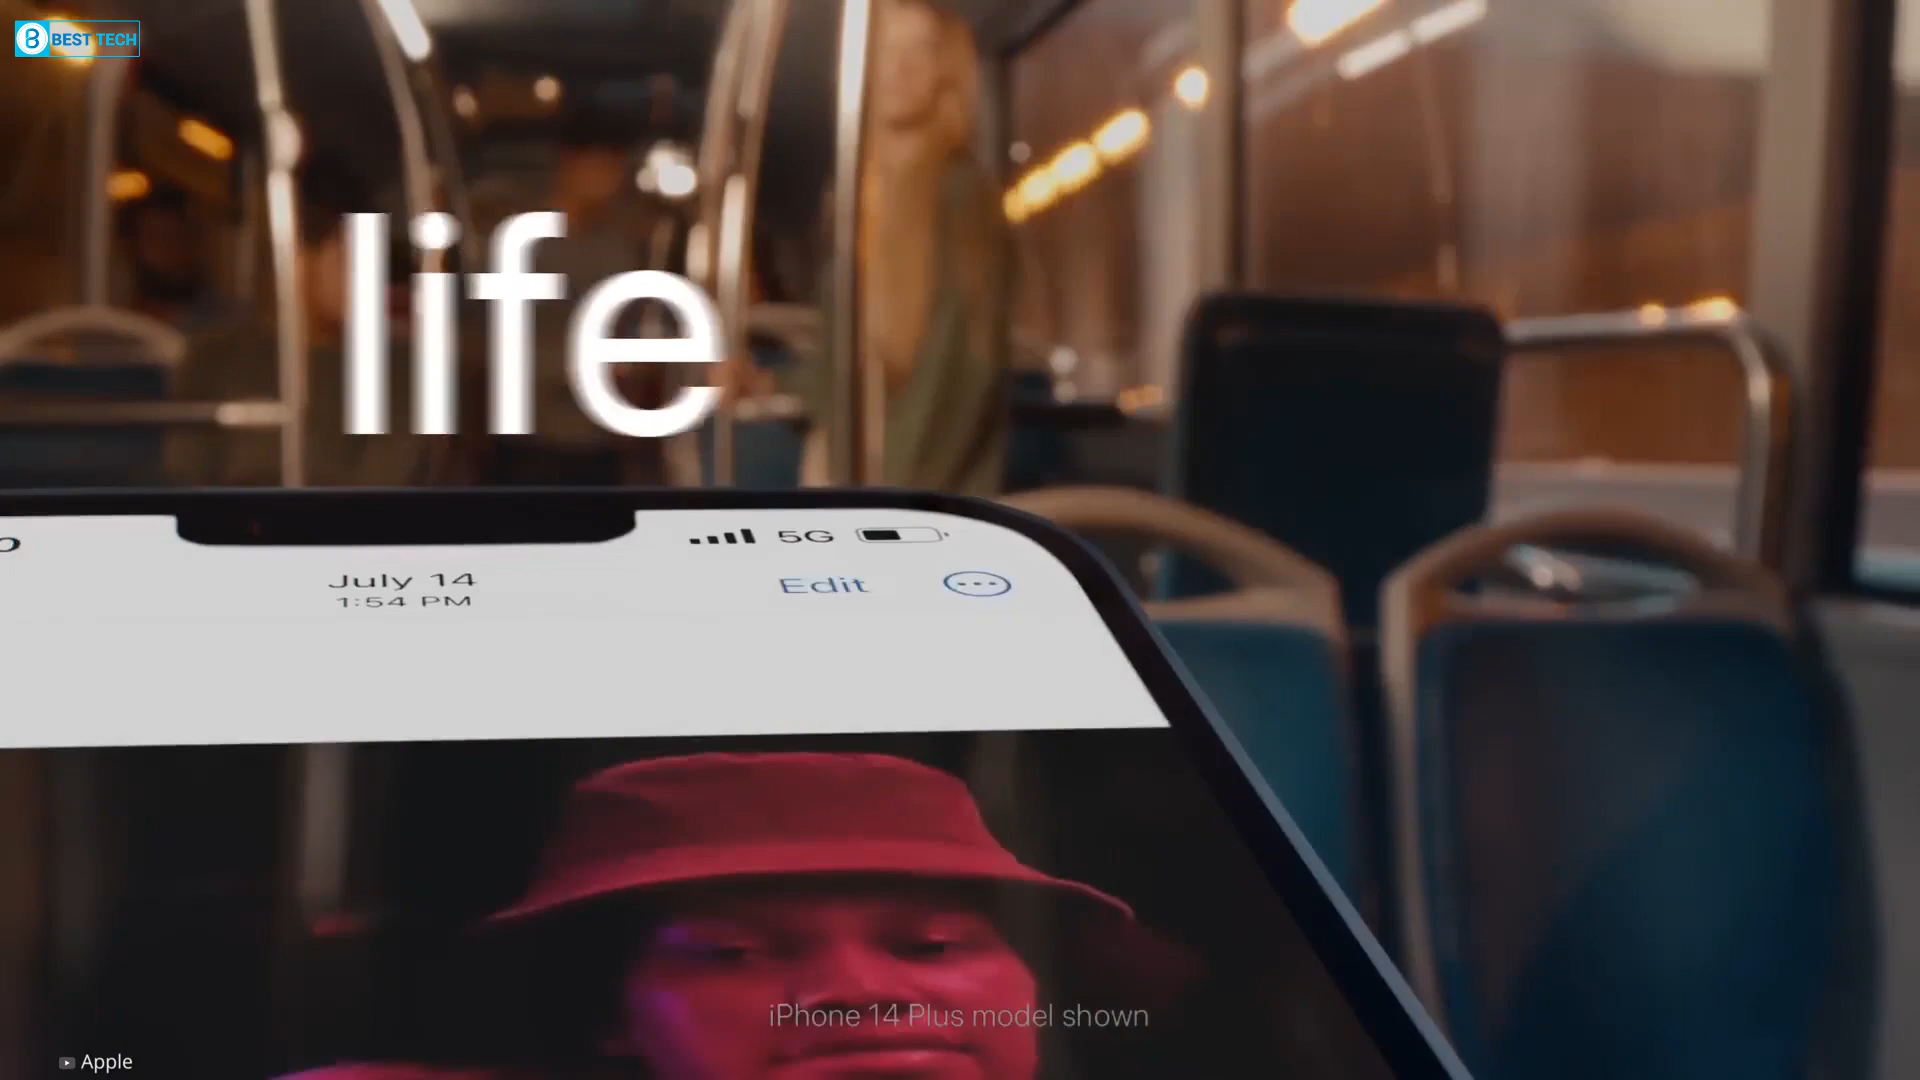 BEST TECH
life
5G
July 14
Edit
1:54 PM
iPhone 14 Plus model shown
Apple